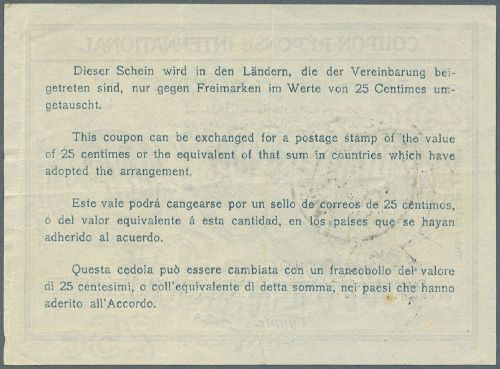 Dieser Schein wird in den Ländern, die der Vereinbarung bei-
getreten sind, nur gegen Freimarken im Werte von 25 Centimes um-
getauscht.
This coupon can be exchanged for a postage stamp of the value
of 25 centimes or the equivalent of that sum in countries which have
adopted the arrangement.
Este vale podrá cangearse por un sello de correos de 25 céntimos,
ó del valor equivalente á esta cantidad, en los países que se hayan
adherido al acuerdo.
Questa cedola può essere cambiata con un francobollo del valore
di 25 centesimi, o coll'equivalente di detta somma, nei paesi che hanno
aderito all'Accordo.